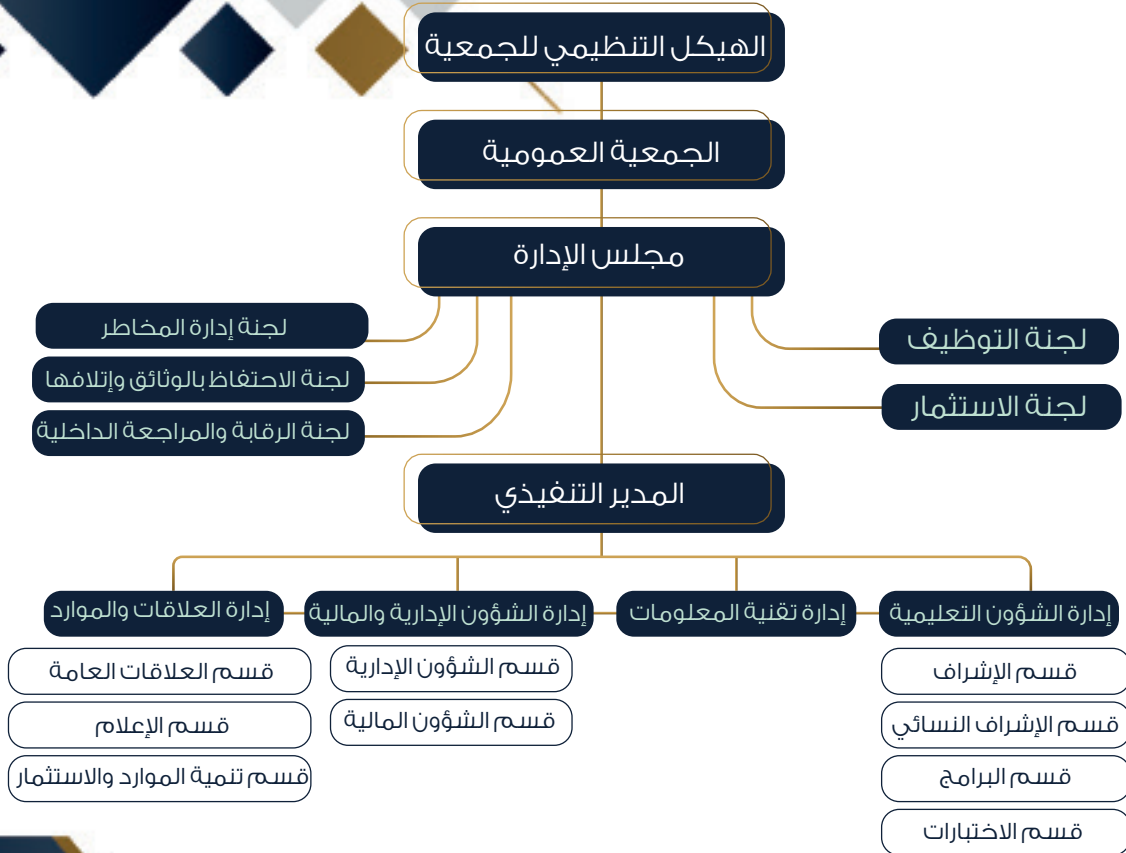 الهيكل التنظيمي للجمعية
الجمعية العمومية
مجلس الإدارة
لجنة التوظيف
لجنة الاستثمار
لجنة إدارة المخاطر
لجنة الاحتفاظ بالوثائق وإتلافها
لجنة الرقابة والمراجعة الداخلية
المدير التنفيذي
إدارة الشؤون التعليمية
قسم الإشراف
قسم الإشراف النسائي
قسم البرامج
قسم الاختبارات
إدارة تقنية المعلومات
إدارة الشؤون الإدارية والمالية
قسم الشؤون الإدارية
قسم الشؤون المالية
إدارة العلاقات والموارد
قسم العلاقات العامة
قسم الإعلام
قسم تنمية الموارد والاستثمار